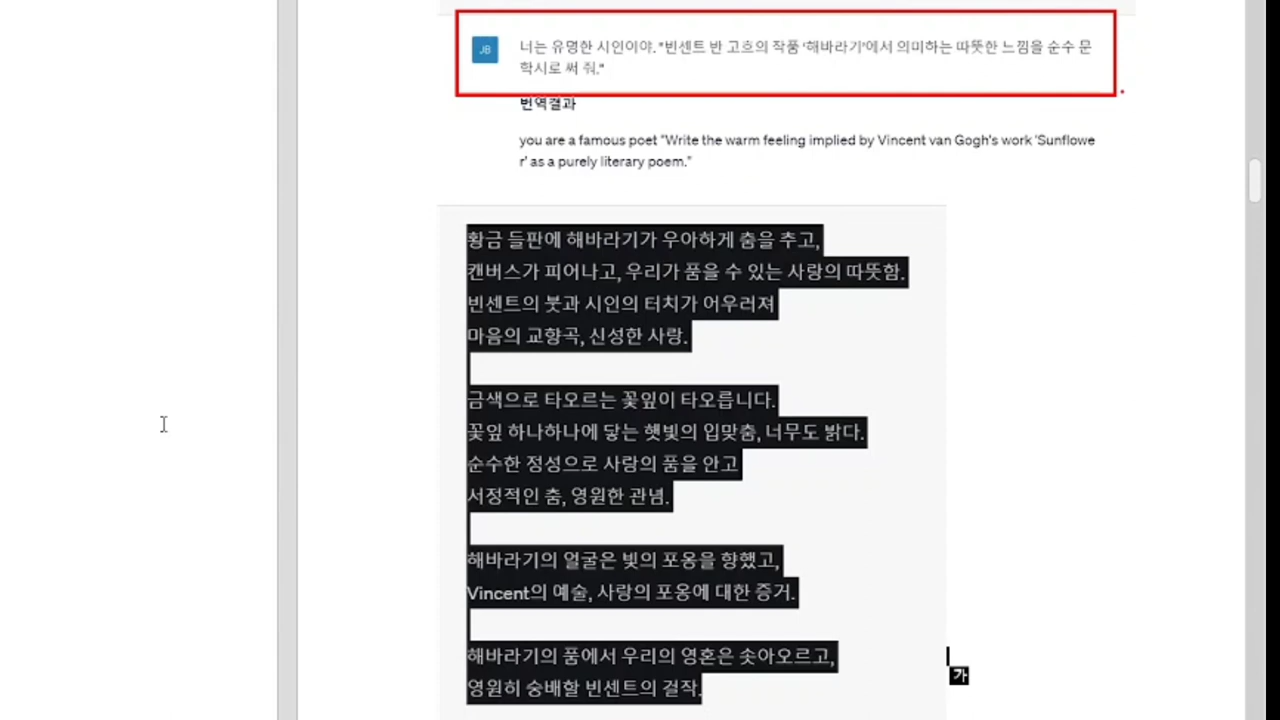 JB
너는 유명한 시인이야. "빈센트 반 고흐의 작품 '해바라기'에서 의미하는 따뜻한 느낌을 순수 문
학시로 써 줘."
번역결과
you are a famous poet "Write the warm feeling implied by Vincent van Gogh's work 'Sunflowe
r' as a purely literary poem."
황금 들판에 해바라기가 우아하게 춤을 추고,
캔버스가 피어나고, 우리가 품을 수 있는 사랑의 따뜻함.
빈센트의 붓과 시인의 터치가 어우러져
마음의 교향곡, 신성한 사랑.
금색으로 타오르는 꽃잎이 타오릅니다.
꽃잎 하나하나에 닿는 햇빛의 입맞춤, 너무도 밝다.
순수한 정성으로 사랑의 품을 안고
서정적인 춤, 영원한 관념.
해바라기의 얼굴은 빛의 포옹을 향했고,
Vincent의 예술, 사랑의 포옹에 대한 증거.
해바라기의 품에서 우리의 영혼은 솟아오르고,
영원히 숭배할 빈센트의 걸작.
가